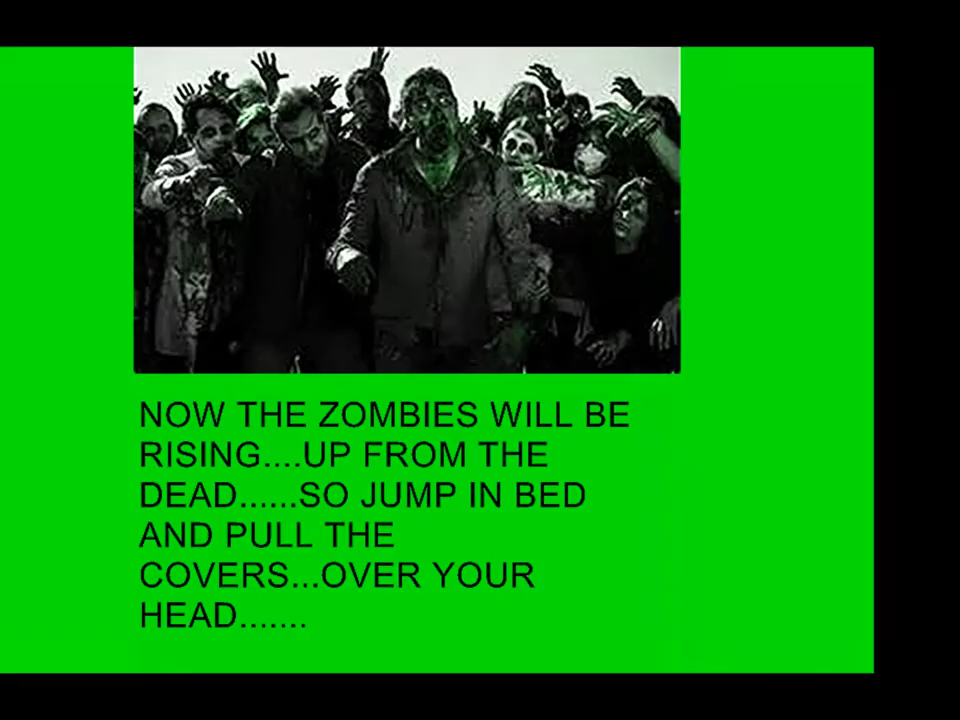 NOW THE ZOMBIES WILL BE
RISING....UP FROM THE
DEAD......SO JUMP IN BED
AND PULL THE
COVERS...OVER YOUR
HEAD.......